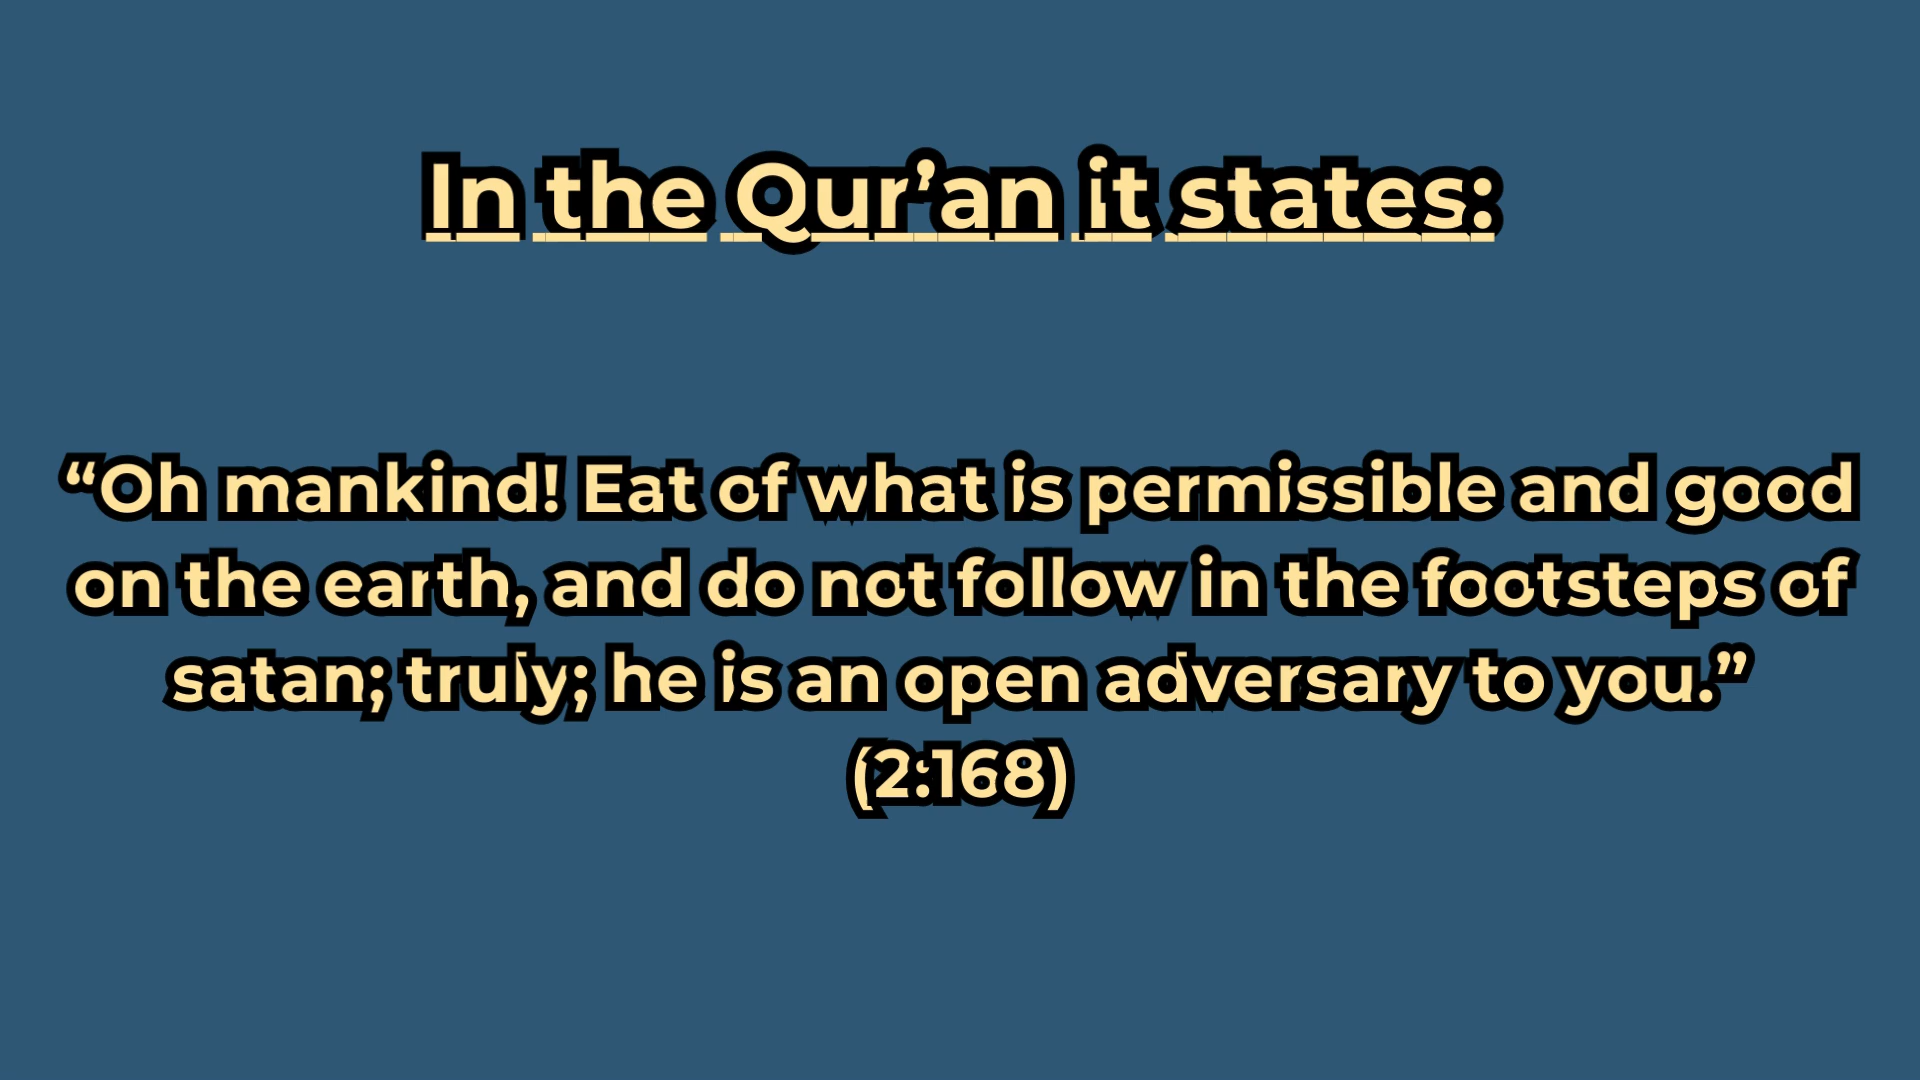 In the Qur’an it states:
“Oh mankind! Eat of what is permissible and good
on the earth, and do not follow in the footsteps of
satan; truly; he is an open adversary to you.”
(2:168)